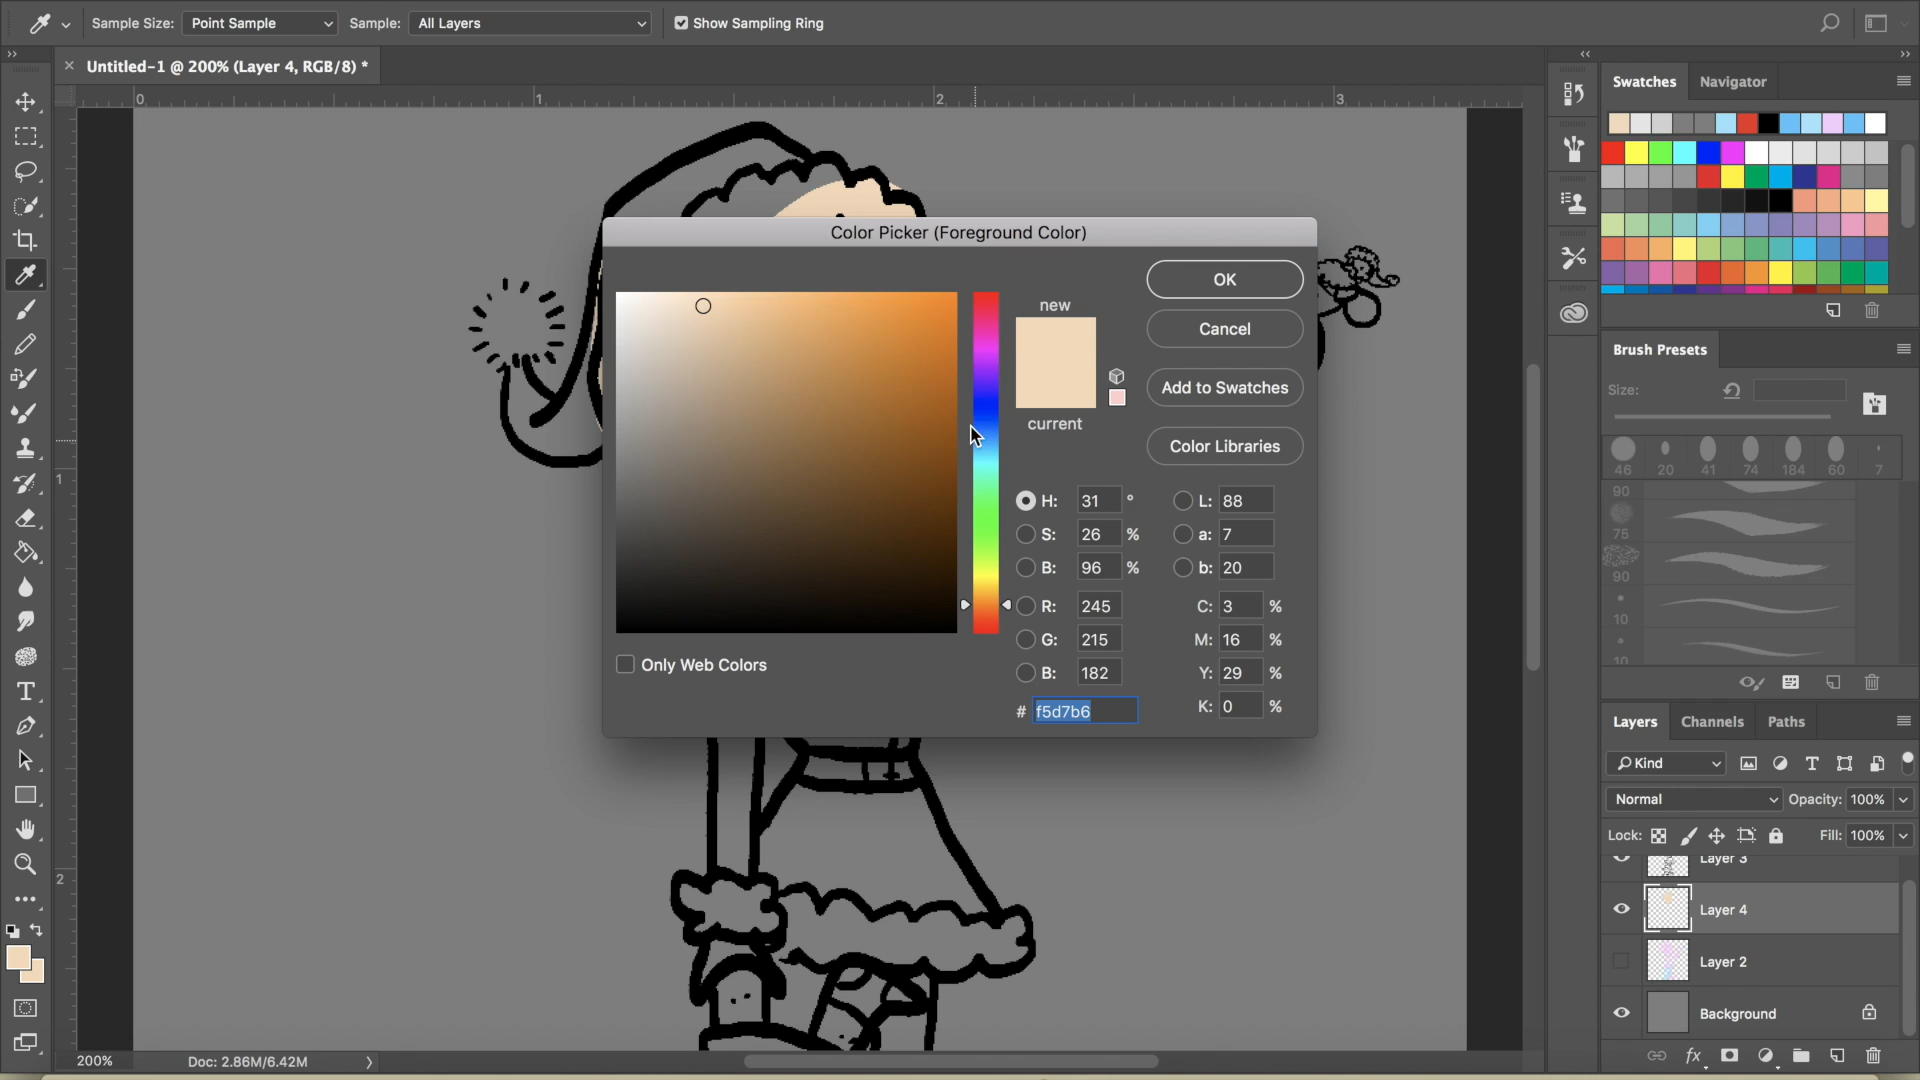 Sample Size: Point Sample Sample: All Layers Show Sampling Ring
Untitled-1 @ 200% (Layer 4, RGB/8) *
0 1 2 3
1
2
Swatches Navigator
Color Picker (Foreground Color)
OK
Cancel
Add to Swatches
Color Libraries
new
current
H: 31 °
S: 26 %
B: 96 %
R: 245
G: 215
B: 182
# f5d7b6
L: 88
a: 7
b: 20
C: 3 %
M: 16 %
Y: 29 %
K: 0 %
Only Web Colors
Brush Presets
Size:
46 20 41 74 184 60 7
90
75
90
10
10
Layers Channels Paths
Kind
Normal Opacity: 100%
Lock: Fill: 100%
Layer 3
Layer 4
Layer 2
Background
fx
200% Doc: 2.86M/6.42M